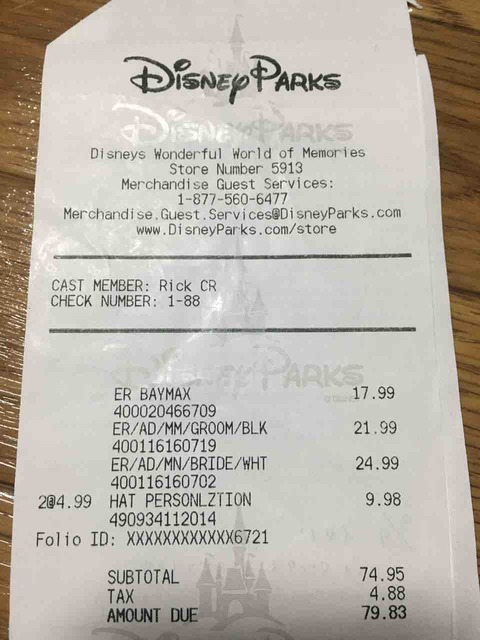 Disney Parks
Disneys Wonderful World of Memories
Store Number 5913
Merchandise Guest Services:
1-877-560-6477
Merchandise.Guest.Services@DisneyParks.com
www.DisneyParks.com/store
CAST MEMBER: Rick CR
CHECK NUMBER: 1-88
ER BAYMAX 17.99
400020466709
ER/AD/MM/GROOM/BLK 21.99
400116160719
ER/AD/MN/BRIDE/WHT 24.99
400116160702
2@4.99 HAT PERSONLZTION 9.98
490934112014
Folio ID: XXXXXXXXXXXX6721
SUBTOTAL 74.95
TAX 4.88
AMOUNT DUE 79.83